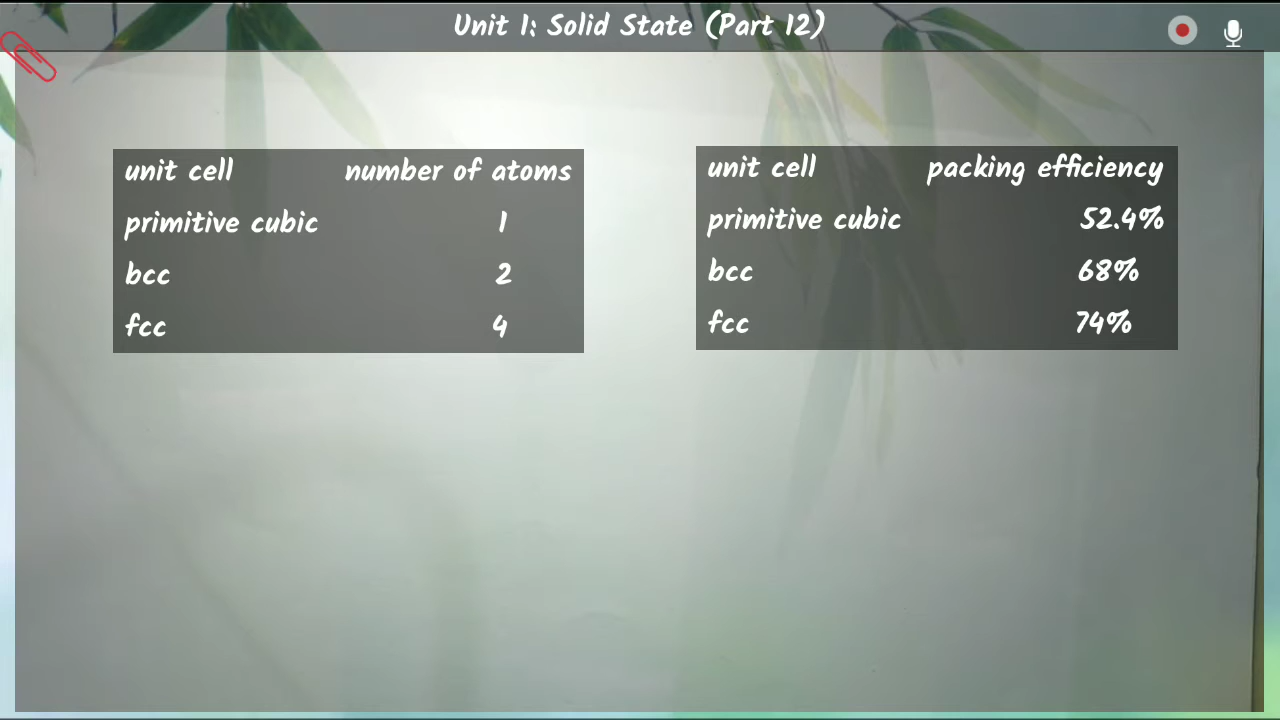 Unit 1: Solid State (Part 12)
unit cell number of atoms
primitive cubic 1
bcc 2
fcc 4
unit cell packing efficiency
primitive cubic 52.4%
bcc 68%
fcc 74%